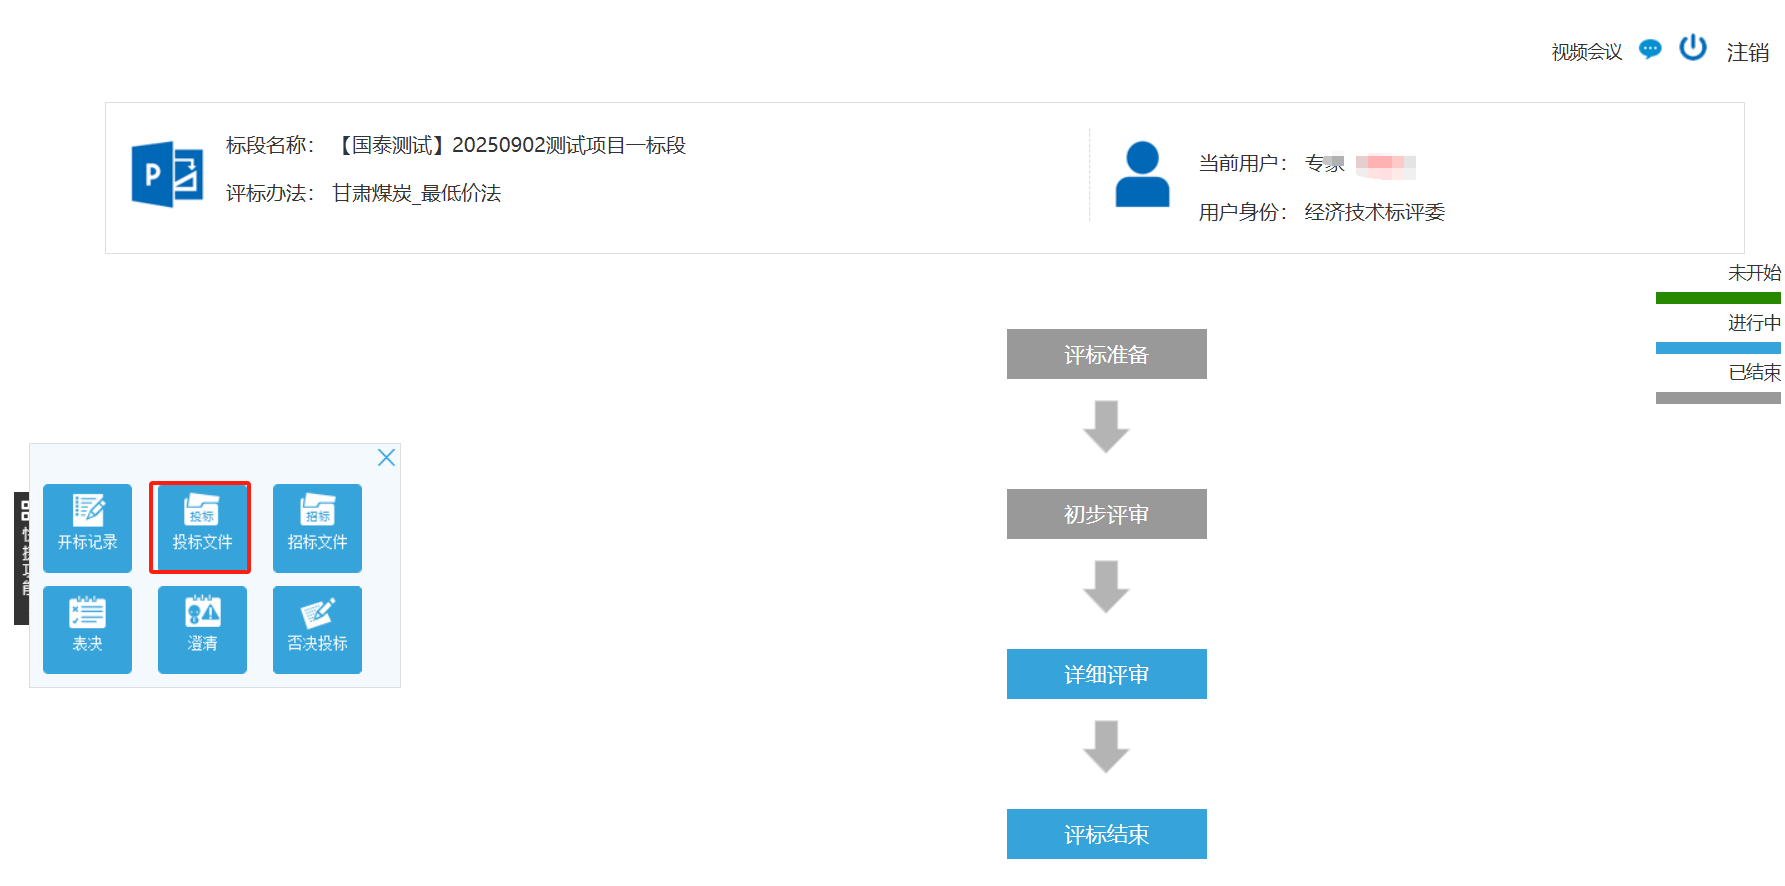 视频会议 注销
标段名称： 【国泰测试】20250902测试项目一标段
评标办法： 甘肃煤炭_最低价法
当前用户： 专家
用户身份： 经济技术标评委
未开始
进行中
已结束
评标准备
初步评审
详细评审
评标结束
开标记录
投标
投标文件
招标
招标文件
表决
澄清
否决投标